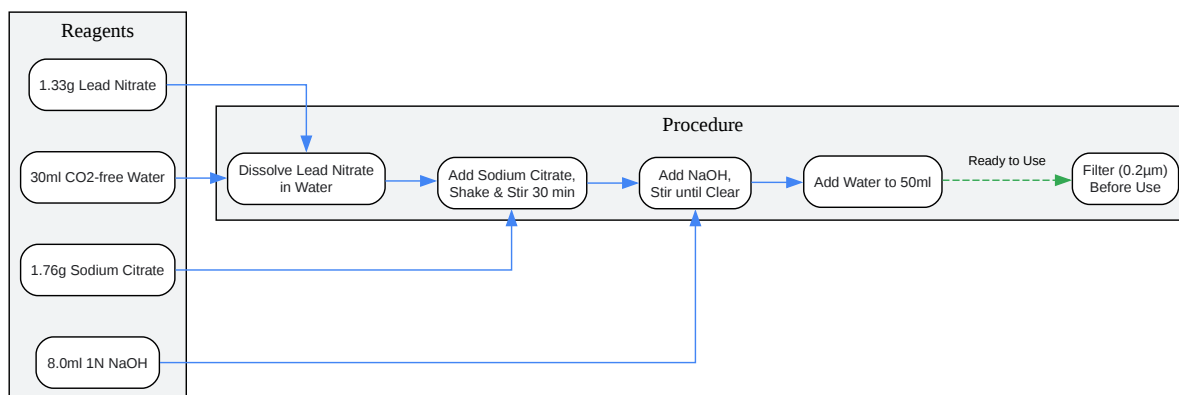 Reagents
1.33g Lead Nitrate
30ml CO2-free Water
1.76g Sodium Citrate
8.0ml 1N NaOH
Procedure
Dissolve Lead Nitrate
in Water
Add Sodium Citrate,
Shake & Stir 30 min
Add NaOH,
Stir until Clear
Add Water to 50ml
Ready to Use
Filter (0.2µm)
Before Use